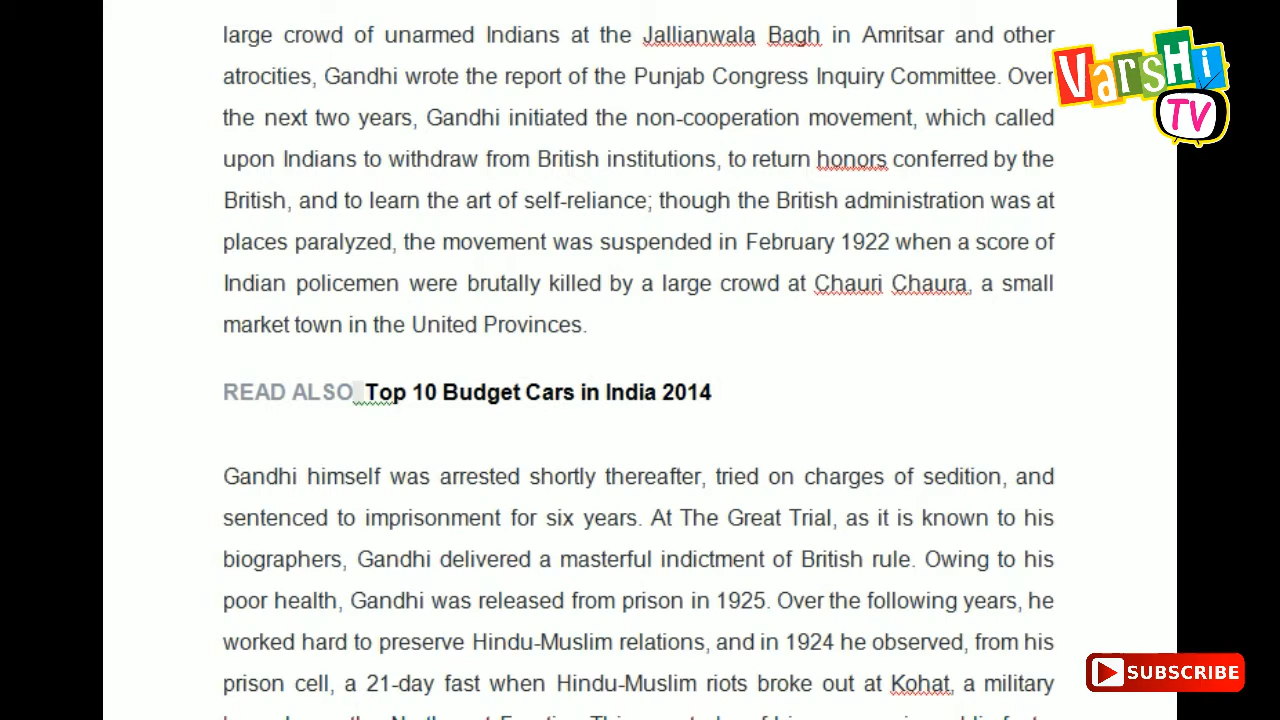 large crowd of unarmed Indians at the Jallianwala Bagh in Amritsar and other
atrocities, Gandhi wrote the report of the Punjab Congress Inquiry Committee. Over
the next two years, Gandhi initiated the non-cooperation movement, which called
upon Indians to withdraw from British institutions, to return honors conferred by the
British, and to learn the art of self-reliance; though the British administration was at
places paralyzed, the movement was suspended in February 1922 when a score of
Indian policemen were brutally killed by a large crowd at Chauri Chaura, a small
market town in the United Provinces.
READ ALSO Top 10 Budget Cars in India 2014
Gandhi himself was arrested shortly thereafter, tried on charges of sedition, and
sentenced to imprisonment for six years. At The Great Trial, as it is known to his
biographers, Gandhi delivered a masterful indictment of British rule. Owing to his
poor health, Gandhi was released from prison in 1925. Over the following years, he
worked hard to preserve Hindu-Muslim relations, and in 1924 he observed, from his
prison cell, a 21-day fast when Hindu-Muslim riots broke out at Kohat, a military
VarsHi
TV
SUBSCRIBE